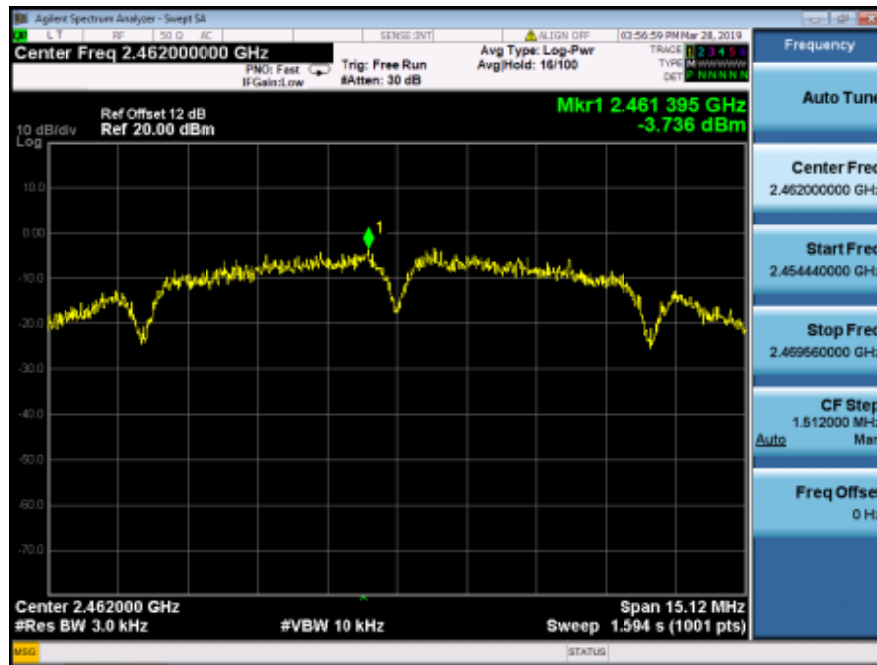 Agilent Spectrum Analyzer - Swept SA
LT RF 50 Ω AC SENSE:INT ALIGN OFF 03:56:59 PM Mar 28, 2019
Center Freq 2.462000000 GHz
PNO: Fast
IFGain:Low
Trig: Free Run
#Atten: 30 dB
Avg Type: Log-Pwr
Avg|Hold: 16/100
TRACE 1 2 3 4 5 6
TYPE M WWWWW
DET P N N N N N
Ref Offset 12 dB
Ref 20.00 dBm
10 dB/div
Log
Mkr1 2.461 395 GHz
-3.736 dBm
10.0
0.00
-10.0
-20.0
-30.0
-40.0
-50.0
-60.0
-70.0
1
Center 2.462000 GHz
Span 15.12 MHz
#Res BW 3.0 kHz
#VBW 10 kHz
Sweep 1.594 s (1001 pts)
MSG
STATUS
Frequency
Auto Tune
Center Freq
2.462000000 GHz
Start Freq
2.454440000 GHz
Stop Freq
2.469560000 GHz
CF Step
1.512000 MHz
Auto Man
Freq Offset
0 Hz